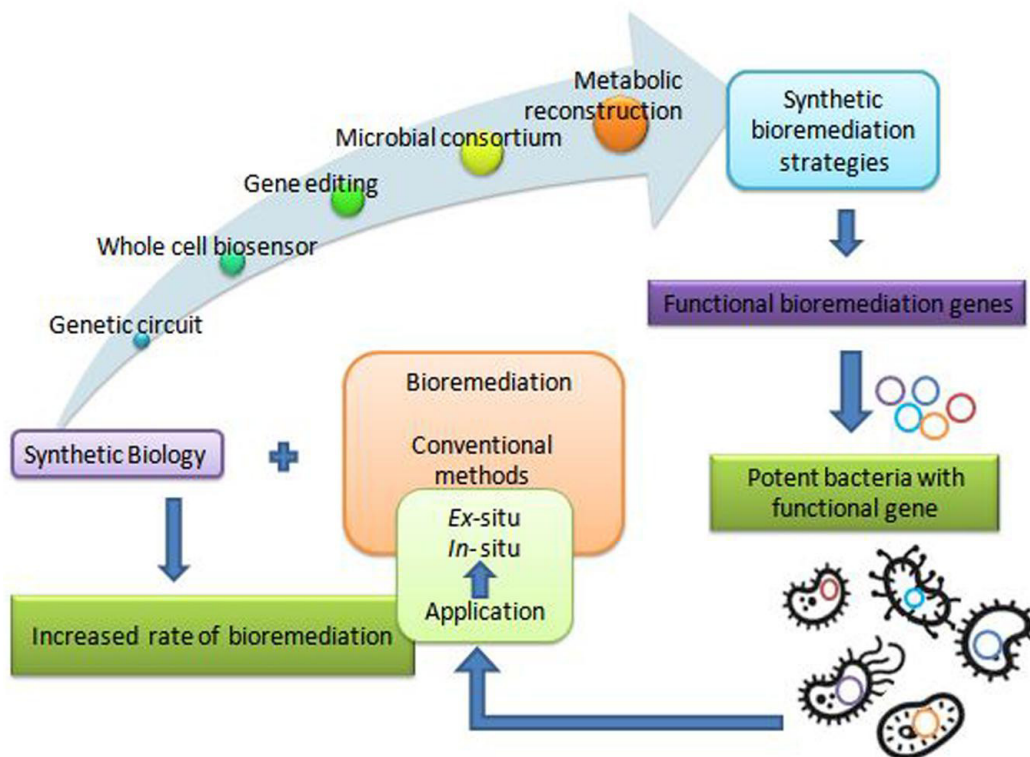 Metabolic
reconstruction
Microbial consortium
Gene editing
Whole cell biosensor
Genetic circuit
Synthetic Biology
Synthetic
bioremediation
strategies
Functional bioremediation genes
Potent bacteria with
functional gene
Bioremediation
Conventional
methods
Ex-situ
In- situ
Application
Increased rate of bioremediation